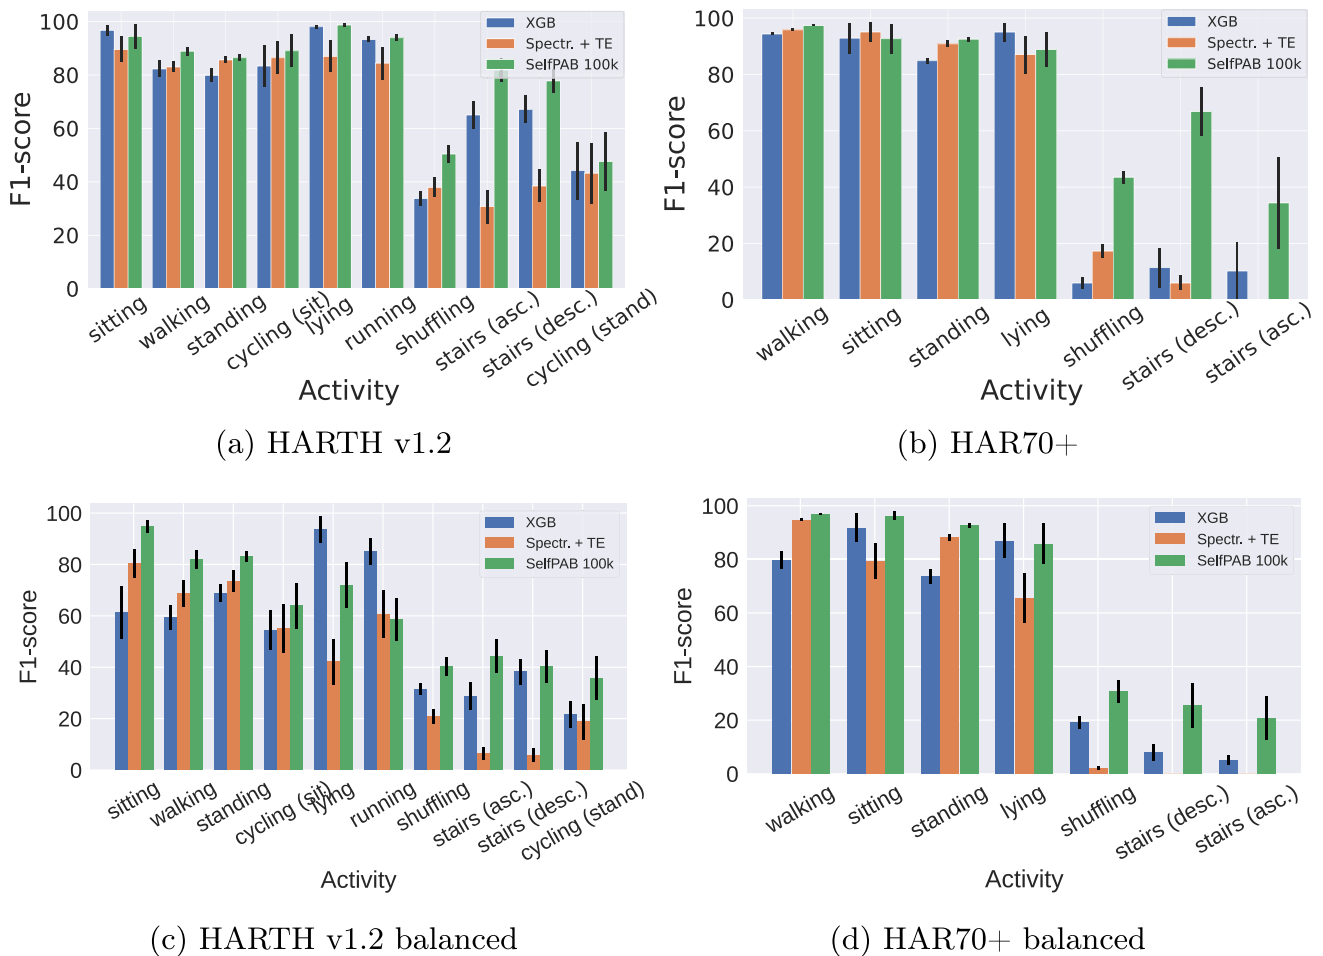 100
80
60
40
20
0
F1-score
XGB
Spectr. + TE
SelfPAB 100k
sitting
walking
standing
cycling (sit)
lying
running
shuffling
stairs (asc.)
stairs (desc.)
cycling (stand)
Activity
(a) HARTH v1.2
100
80
60
40
20
0
F1-score
XGB
Spectr. + TE
SelfPAB 100k
walking
sitting
standing
lying
shuffling
stairs (desc.)
stairs (asc.)
Activity
(b) HAR70+
100
80
60
40
20
0
F1-score
XGB
Spectr. + TE
SelfPAB 100k
sitting
walking
standing
cycling (sit)
lying
running
shuffling
stairs (asc.)
stairs (desc.)
cycling (stand)
Activity
(c) HARTH v1.2 balanced
100
80
60
40
20
0
F1-score
XGB
Spectr. + TE
SelfPAB 100k
walking
sitting
standing
lying
shuffling
stairs (desc.)
stairs (asc.)
Activity
(d) HAR70+ balanced